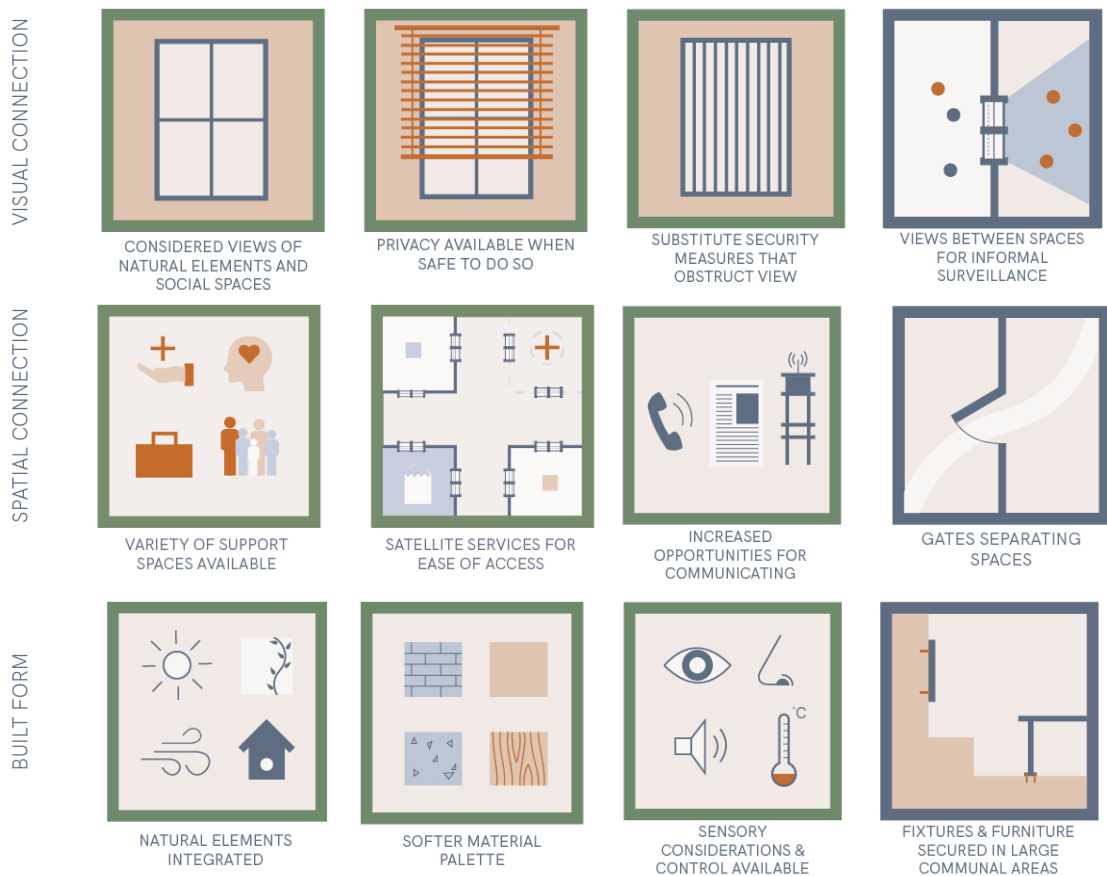 VISUAL CONNECTION
CONSIDERED VIEWS OF
NATURAL ELEMENTS AND
SOCIAL SPACES
PRIVACY AVAILABLE WHEN
SAFE TO DO SO
SUBSTITUTE SECURITY
MEASURES THAT
OBSTRUCT VIEW
VIEWS BETWEEN SPACES
FOR INFORMAL
SURVEILLANCE
SPATIAL CONNECTION
VARIETY OF SUPPORT
SPACES AVAILABLE
SATELLITE SERVICES FOR
EASE OF ACCESS
INCREASED
OPPORTUNITIES FOR
COMMUNICATING
GATES SEPARATING
SPACES
BUILT FORM
NATURAL ELEMENTS
INTEGRATED
SOFTER MATERIAL
PALETTE
°C
SENSORY
CONSIDERATIONS &
CONTROL AVAILABLE
FIXTURES & FURNITURE
SECURED IN LARGE
COMMUNAL AREAS